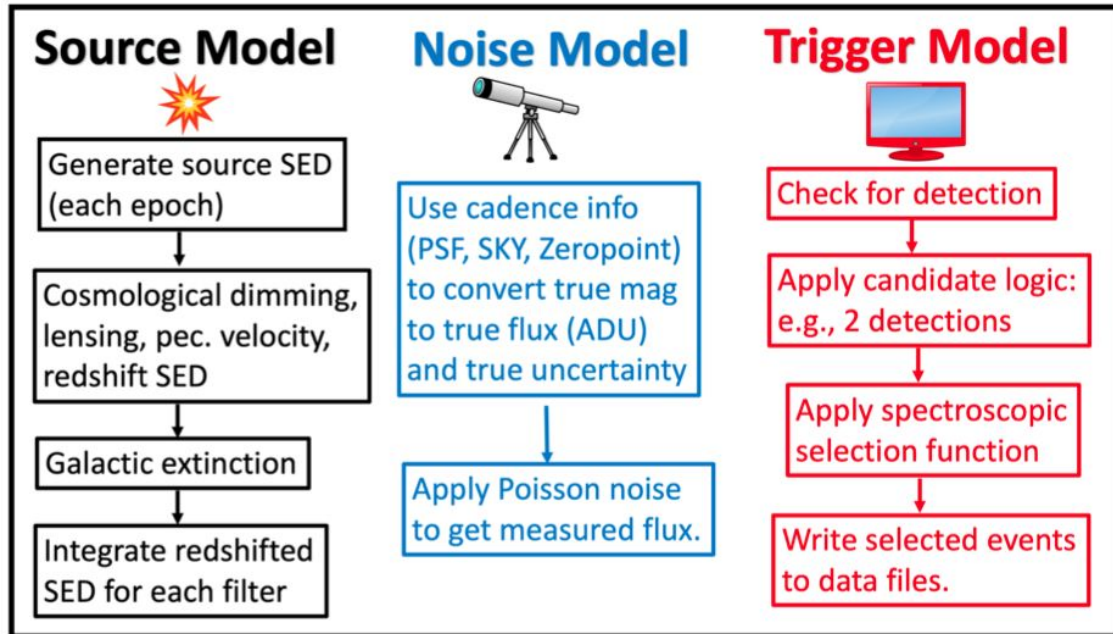 Source Model
Generate source SED
(each epoch)
Cosmological dimming,
lensing, pec. velocity,
redshift SED
Galactic extinction
Integrate redshifted
SED for each filter
Noise Model
Use cadence info
(PSF, SKY, Zeropoint)
to convert true mag
to true flux (ADU)
and true uncertainty
Apply Poisson noise
to get measured flux.
Trigger Model
Check for detection
Apply candidate logic:
e.g., 2 detections
Apply spectroscopic
selection function
Write selected events
to data files.